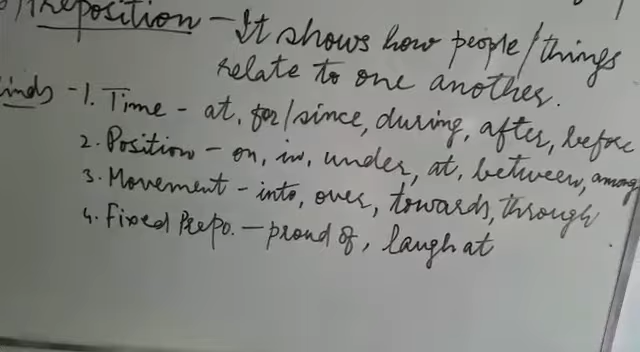 Preposition - It shows how people/things
relate to one another.
Kinds - 1. Time - at, for/since, during, after, before
2. Position - on, in, under, at, between, among
3. Movement - into, over, towards, through
4. Fixed Prepo. - proud of, laugh at